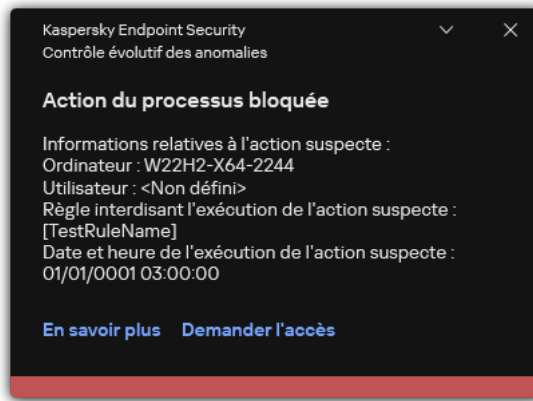 Kaspersky Endpoint Security
Contrôle évolutif des anomalies
Action du processus bloquée
Informations relatives à l'action suspecte :
Ordinateur : W22H2-X64-2244
Utilisateur : <Non défini>
Règle interdisant l'exécution de l'action suspecte :
[TestRuleName]
Date et heure de l'exécution de l'action suspecte :
01/01/0001 03:00:00
En savoir plus Demander l'accès